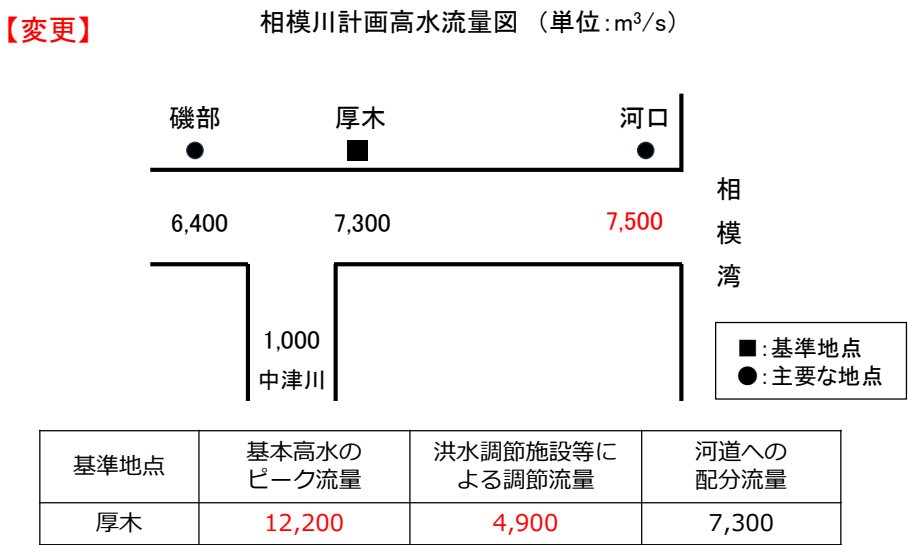 【変更】
相模川計画高水流量図 （単位：m³/s）
磯部
厚木
河口
6,400
7,300
7,500
相模湾
1,000
中津川
■：基準地点
●：主要な地点
基準地点
基本高水の
ピーク流量
洪水調節施設等に
よる調節流量
河道への
配分流量
厚木
12,200
4,900
7,300